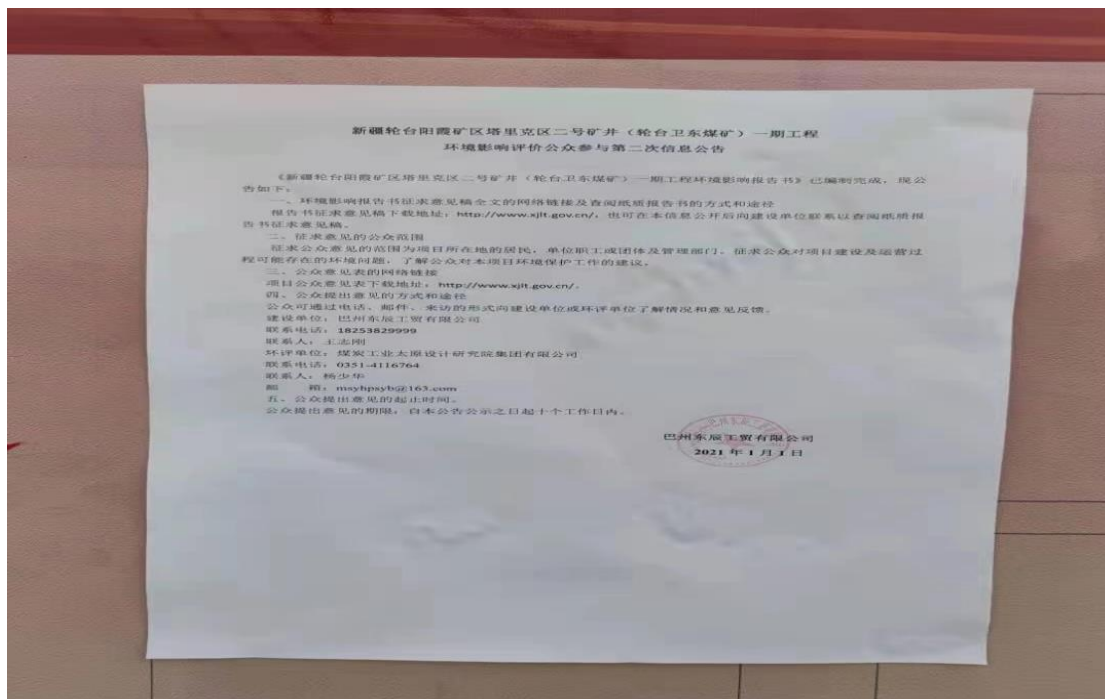 新疆轮台阳霞矿区塔里克区二号矿井（轮台卫东煤矿）一期工程
环境影响评价公众参与第二次信息公告
《新疆轮台阳霞矿区塔里克区二号矿井（轮台卫东煤矿）一期工程环境影响报告书》已编制完成，现公
告如下：
一、环境影响报告书征求意见稿全文的网络链接及查阅纸质报告书的方式和途径
报告书征求意见稿下载地址：http://www.xjlt.gov.cn/，也可在本信息公开后向建设单位联系以查阅纸质报
告书征求意见稿。
二、征求意见的公众范围
征求公众意见的范围为项目所在地的居民、单位职工或团体及管理部门，征求公众对项目建设及运营过
程可能存在的环境问题，了解公众对本项目环境保护工作的建议。
三、公众意见表的网络链接
项目公众意见表下载地址：http://www.xjlt.gov.cn/。
四、公众提出意见的方式和途径
公众可通过电话、邮件、来访的形式向建设单位或环评单位了解情况和意见反馈。
建设单位：巴州东辰工贸有限公司
联系电话：18253829999
联系人：王志刚
环评单位：煤炭工业太原设计研究院集团有限公司
联系电话：0351-4116764
联系人：杨少华
邮 箱：msyhpsyb@163.com
五、公众提出意见的起止时间。
公众提出意见的期限，自本公告公示之日起十个工作日内。
巴州东辰工贸有限公司
2021 年 1 月 1 日